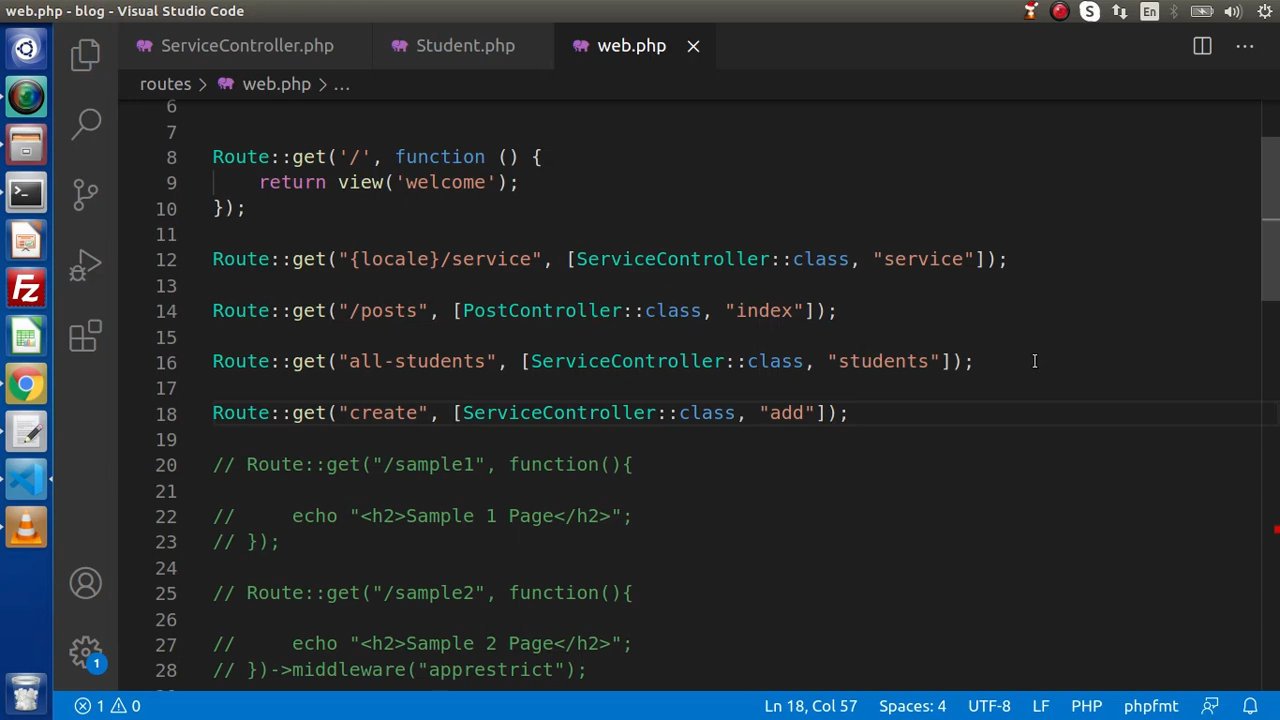 web.php - blog - Visual Studio Code
S
En
ServiceController.php
Student.php
web.php
routes > web.php > ...
6
7
8 Route::get('/', function () {
9     return view('welcome');
10 });
11
12 Route::get("{locale}/service", [ServiceController::class, "service"]);
13
14 Route::get("/posts", [PostController::class, "index"]);
15
16 Route::get("all-students", [ServiceController::class, "students"]);
17
18 Route::get("create", [ServiceController::class, "add"]);
19
20 // Route::get("/sample1", function(){
21
22 //     echo "<h2>Sample 1 Page</h2>";
23 // });
24
25 // Route::get("/sample2", function(){
26
27 //     echo "<h2>Sample 2 Page</h2>";
28 // })->middleware("apprestrict");
Fz
1
1 0
Ln 18, Col 57
Spaces: 4
UTF-8
LF
PHP
phpfmt